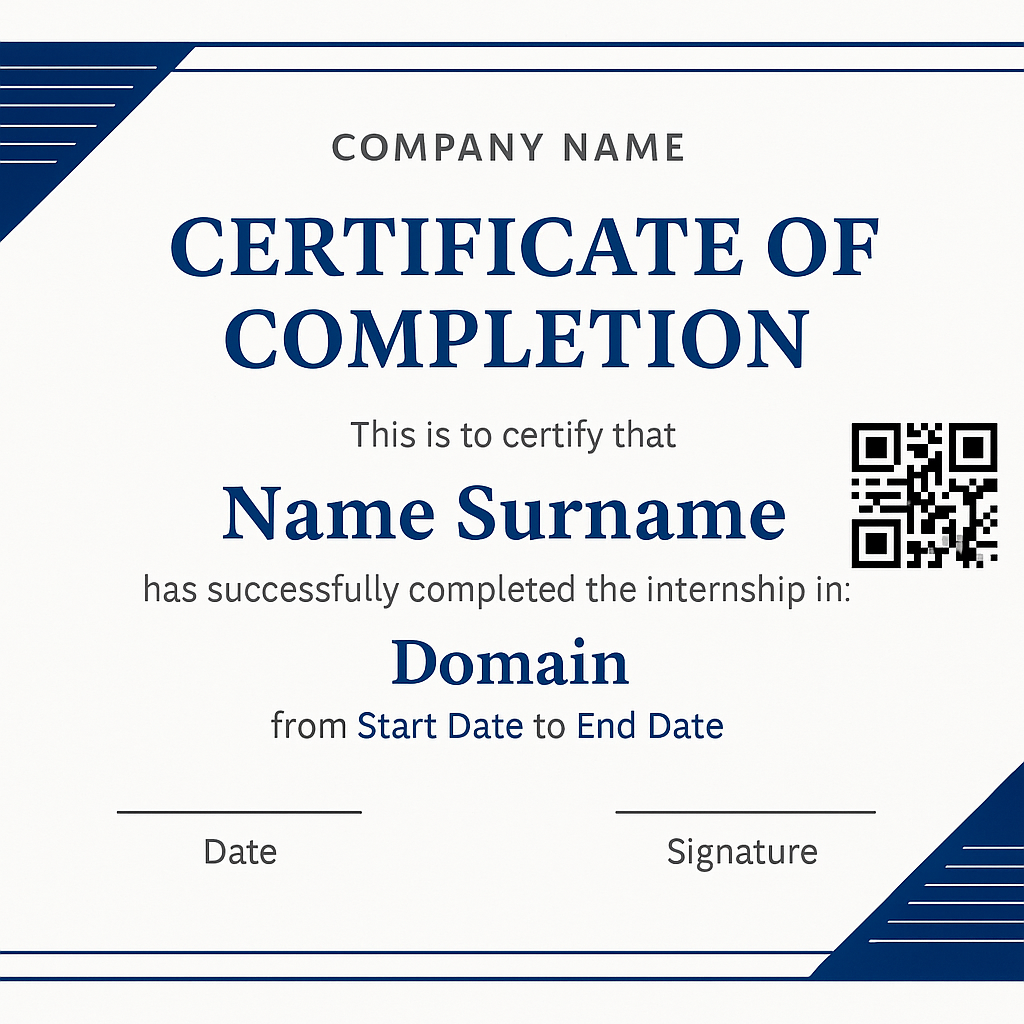 COMPANY NAME
CERTIFICATE OF
COMPLETION
This is to certify that
Name Surname
has successfully completed the internship in:
Domain
from Start Date to End Date
Date
Signature